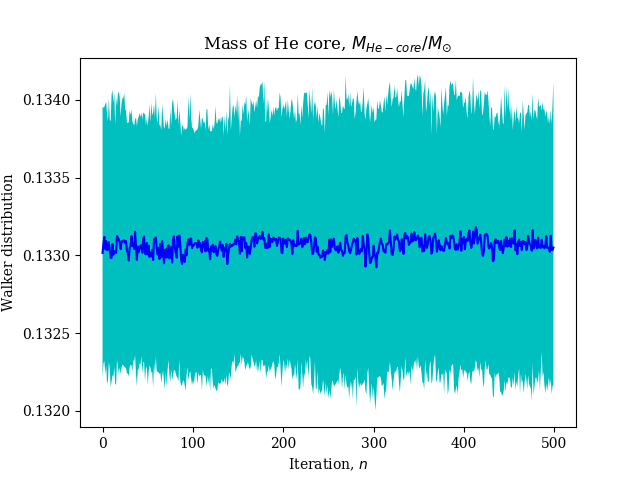 Mass of He core, $M_{He-core}/M_{\odot}$
Walker distribution
0.1340
0.1335
0.1330
0.1325
0.1320
0 100 200 300 400 500
Iteration, $n$